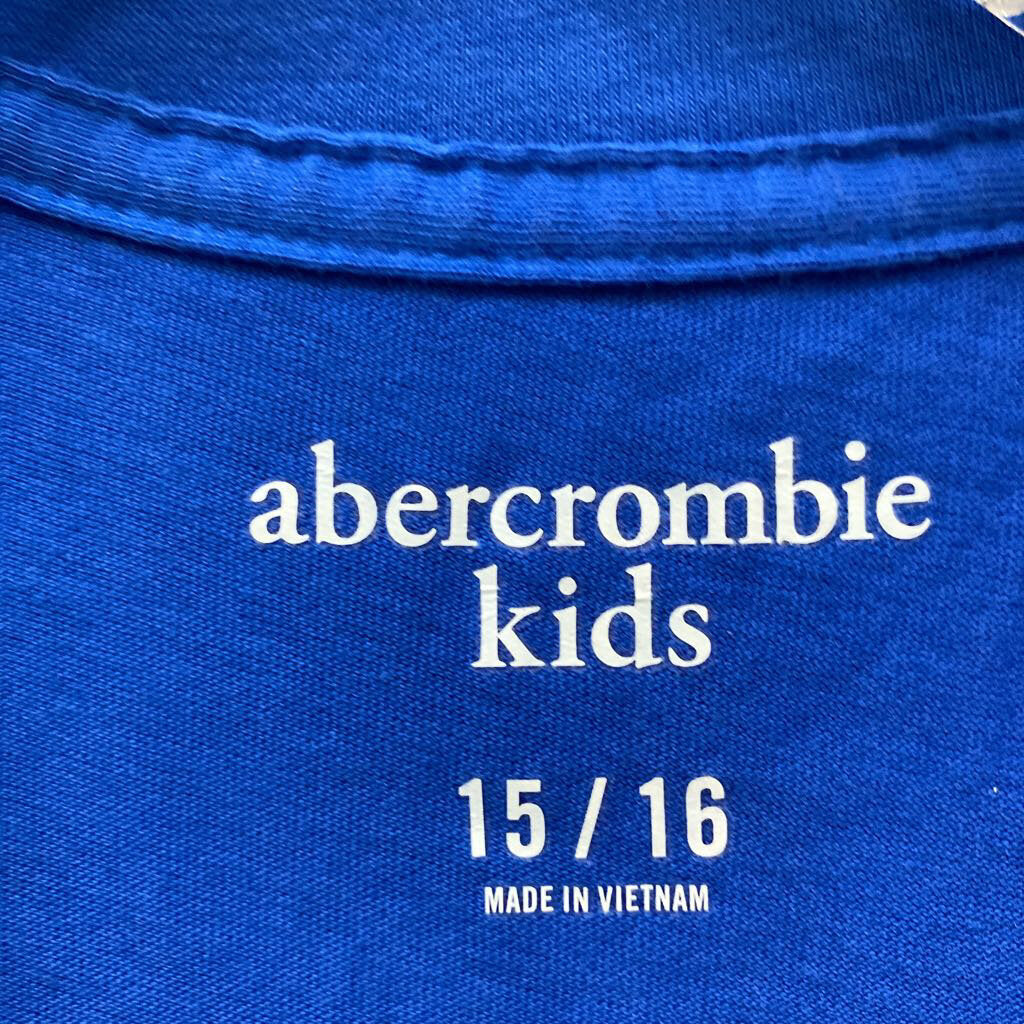 abercrombie
kids
15 / 16
MADE IN VIETNAM